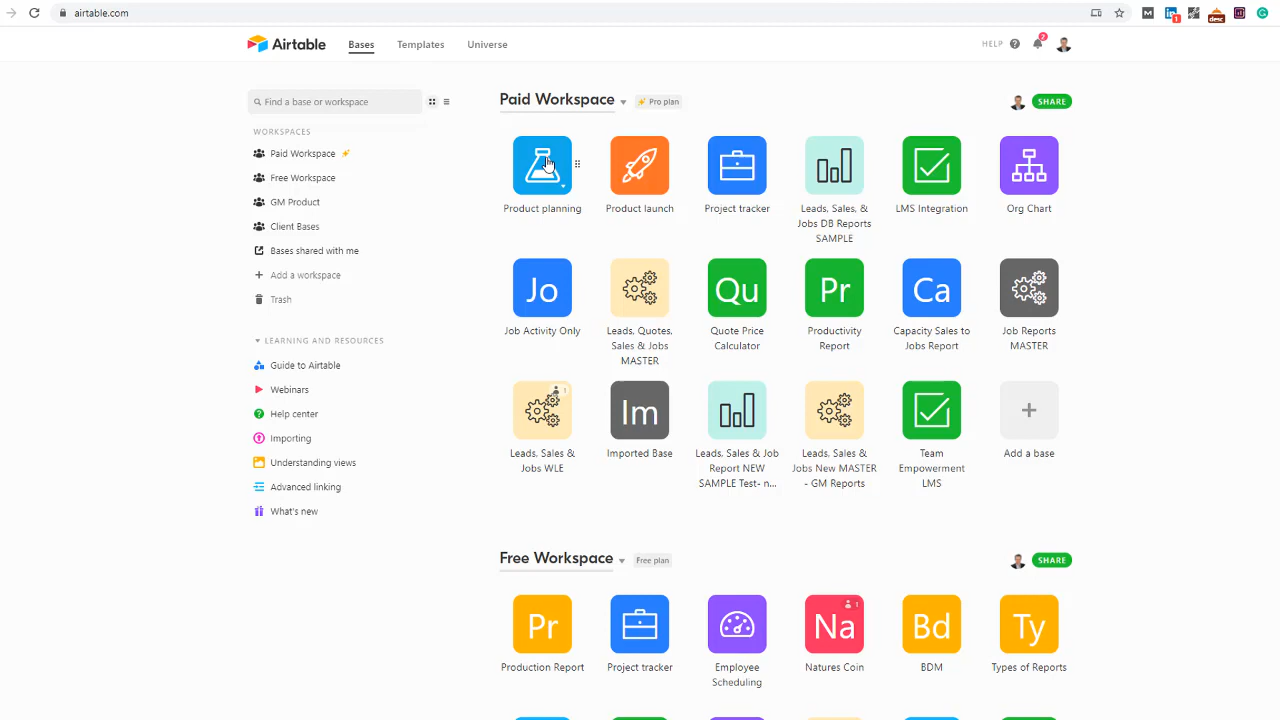 airtable.com
M
1
desc
Airtable
Bases
Templates
Universe
HELP
?
2
Find a base or workspace
WORKSPACES
Paid Workspace
Free Workspace
GM Product
Client Bases
Bases shared with me
Add a workspace
Trash
LEARNING AND RESOURCES
Guide to Airtable
Webinars
Help center
Importing
Understanding views
Advanced linking
What's new
Paid Workspace
Pro plan
SHARE
Product planning
Product launch
Project tracker
Leads, Sales, &
Jobs DB Reports
SAMPLE
LMS Integration
Org Chart
Jo
Job Activity Only
Leads, Quotes,
Sales & Jobs
MASTER
Qu
Quote Price
Calculator
Pr
Productivity
Report
Ca
Capacity Sales to
Jobs Report
Job Reports
MASTER
1
Leads, Sales &
Jobs WLE
Im
Imported Base
Leads, Sales & Job
Report NEW
SAMPLE Test- n...
Leads, Sales &
Jobs New MASTER
- GM Reports
Team
Empowerment
LMS
Add a base
Free Workspace
Free plan
SHARE
Pr
Production Report
Project tracker
Employee
Scheduling
1
Na
Natures Coin
Bd
BDM
Ty
Types of Reports